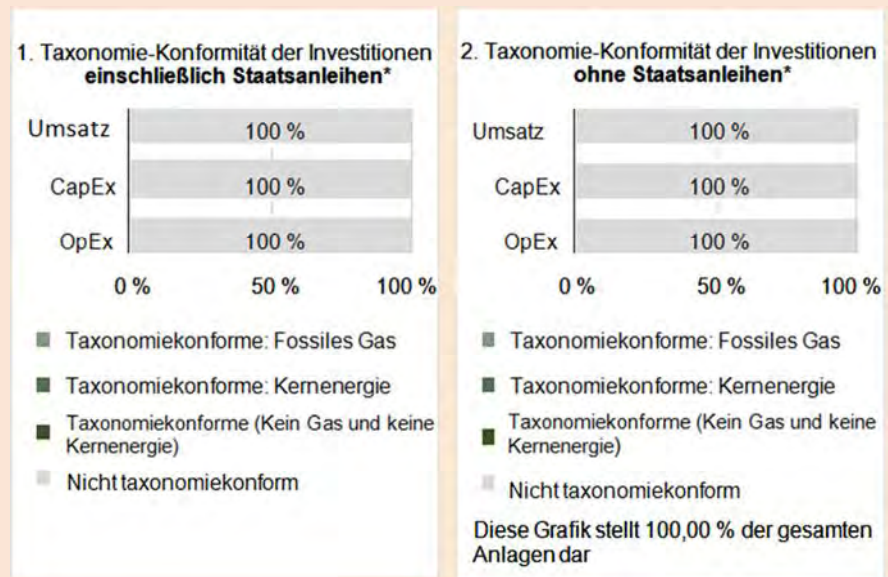 1. Taxonomie-Konformität der Investitionen
einschließlich Staatsanleihen*
Umsatz
100 %
CapEx
100 %
OpEx
100 %
0 %
50 %
100 %
Taxonomiekonforme: Fossiles Gas
Taxonomiekonforme: Kernenergie
Taxonomiekonforme (Kein Gas und keine
Kernenergie)
Nicht taxonomiekonform
2. Taxonomie-Konformität der Investitionen
ohne Staatsanleihen*
Umsatz
100 %
CapEx
100 %
OpEx
100 %
0 %
50 %
100 %
Taxonomiekonforme: Fossiles Gas
Taxonomiekonforme: Kernenergie
Taxonomiekonforme (Kein Gas und keine
Kernenergie)
Nicht taxonomiekonform
Diese Grafik stellt 100,00 % der gesamten
Anlagen dar